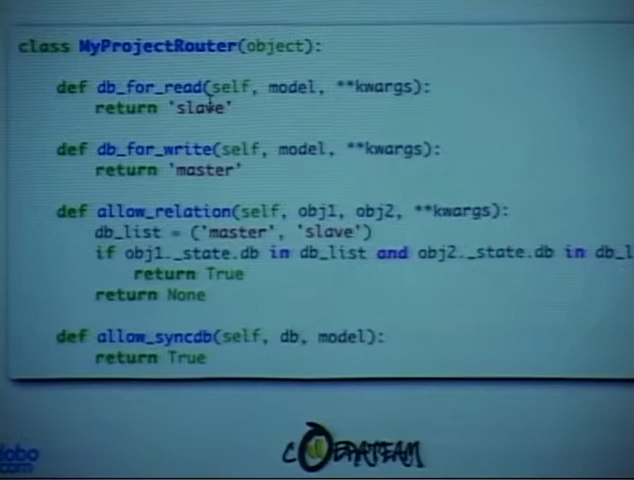 class MyProjectRouter(object):
def db_for_read(self, model, **kwargs):
return 'slave'
def db_for_write(self, model, **kwargs):
return 'master'
def allow_relation(self, obj1, obj2, **kwargs):
db_list = ('master', 'slave')
if obj1._state.db in db_list and obj2._state.db in db_l
return True
return None
def allow_syncdb(self, db, model):
return True
lobo
com